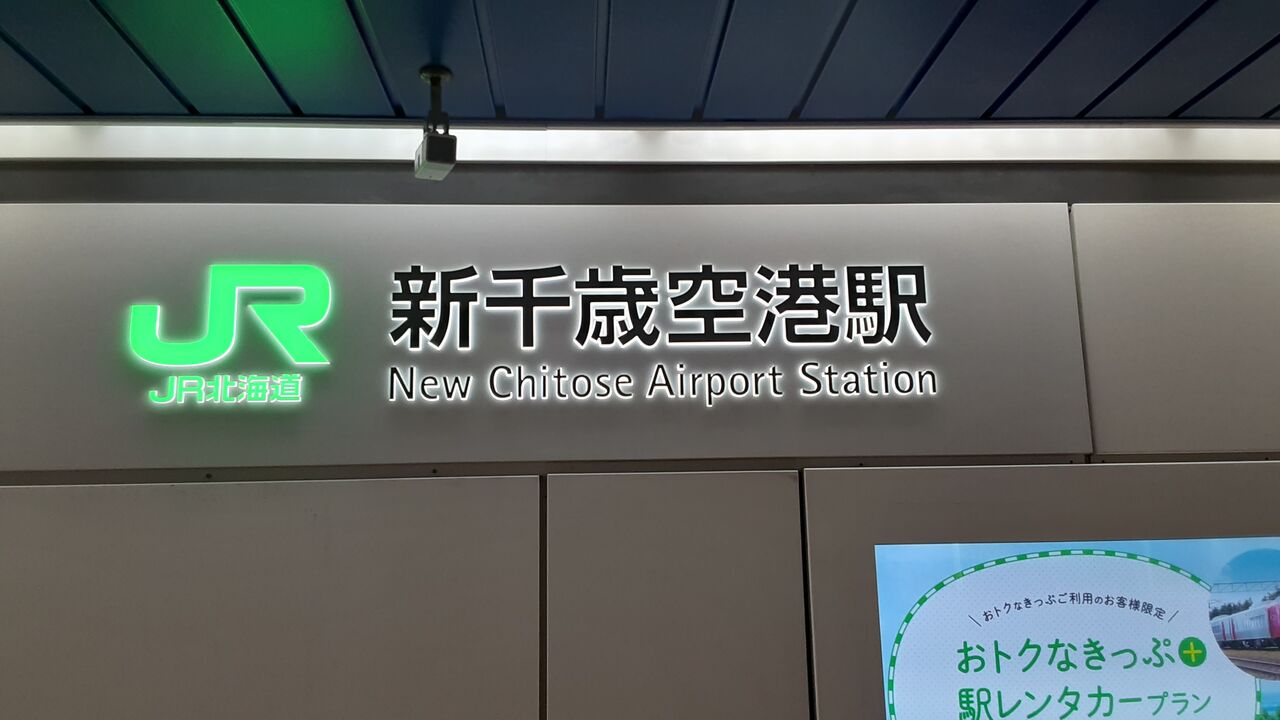 JR
JR北海道
新千歳空港駅
New Chitose Airport Station
おトクなきっぷご利用のお客様限定
おトクなきっぷ+
駅レンタカープラン